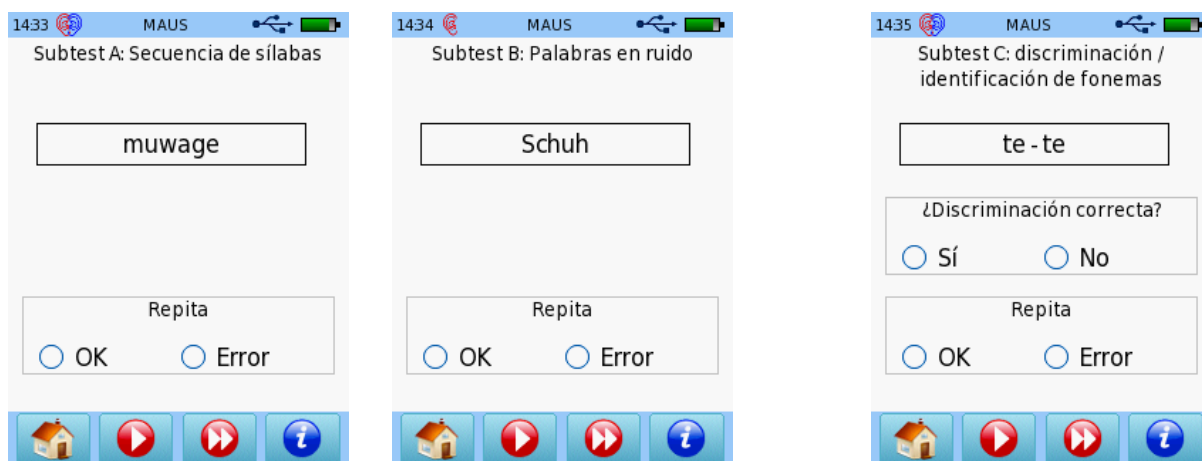 14:33 MAUS
Subtest A: Secuencia de sílabas
muwage
Repita
OK Error
14:34 MAUS
Subtest B: Palabras en ruido
Schuh
Repita
OK Error
14:35 MAUS
Subtest C: discriminación /
identificación de fonemas
te - te
¿Discriminación correcta?
Sí No
Repita
OK Error